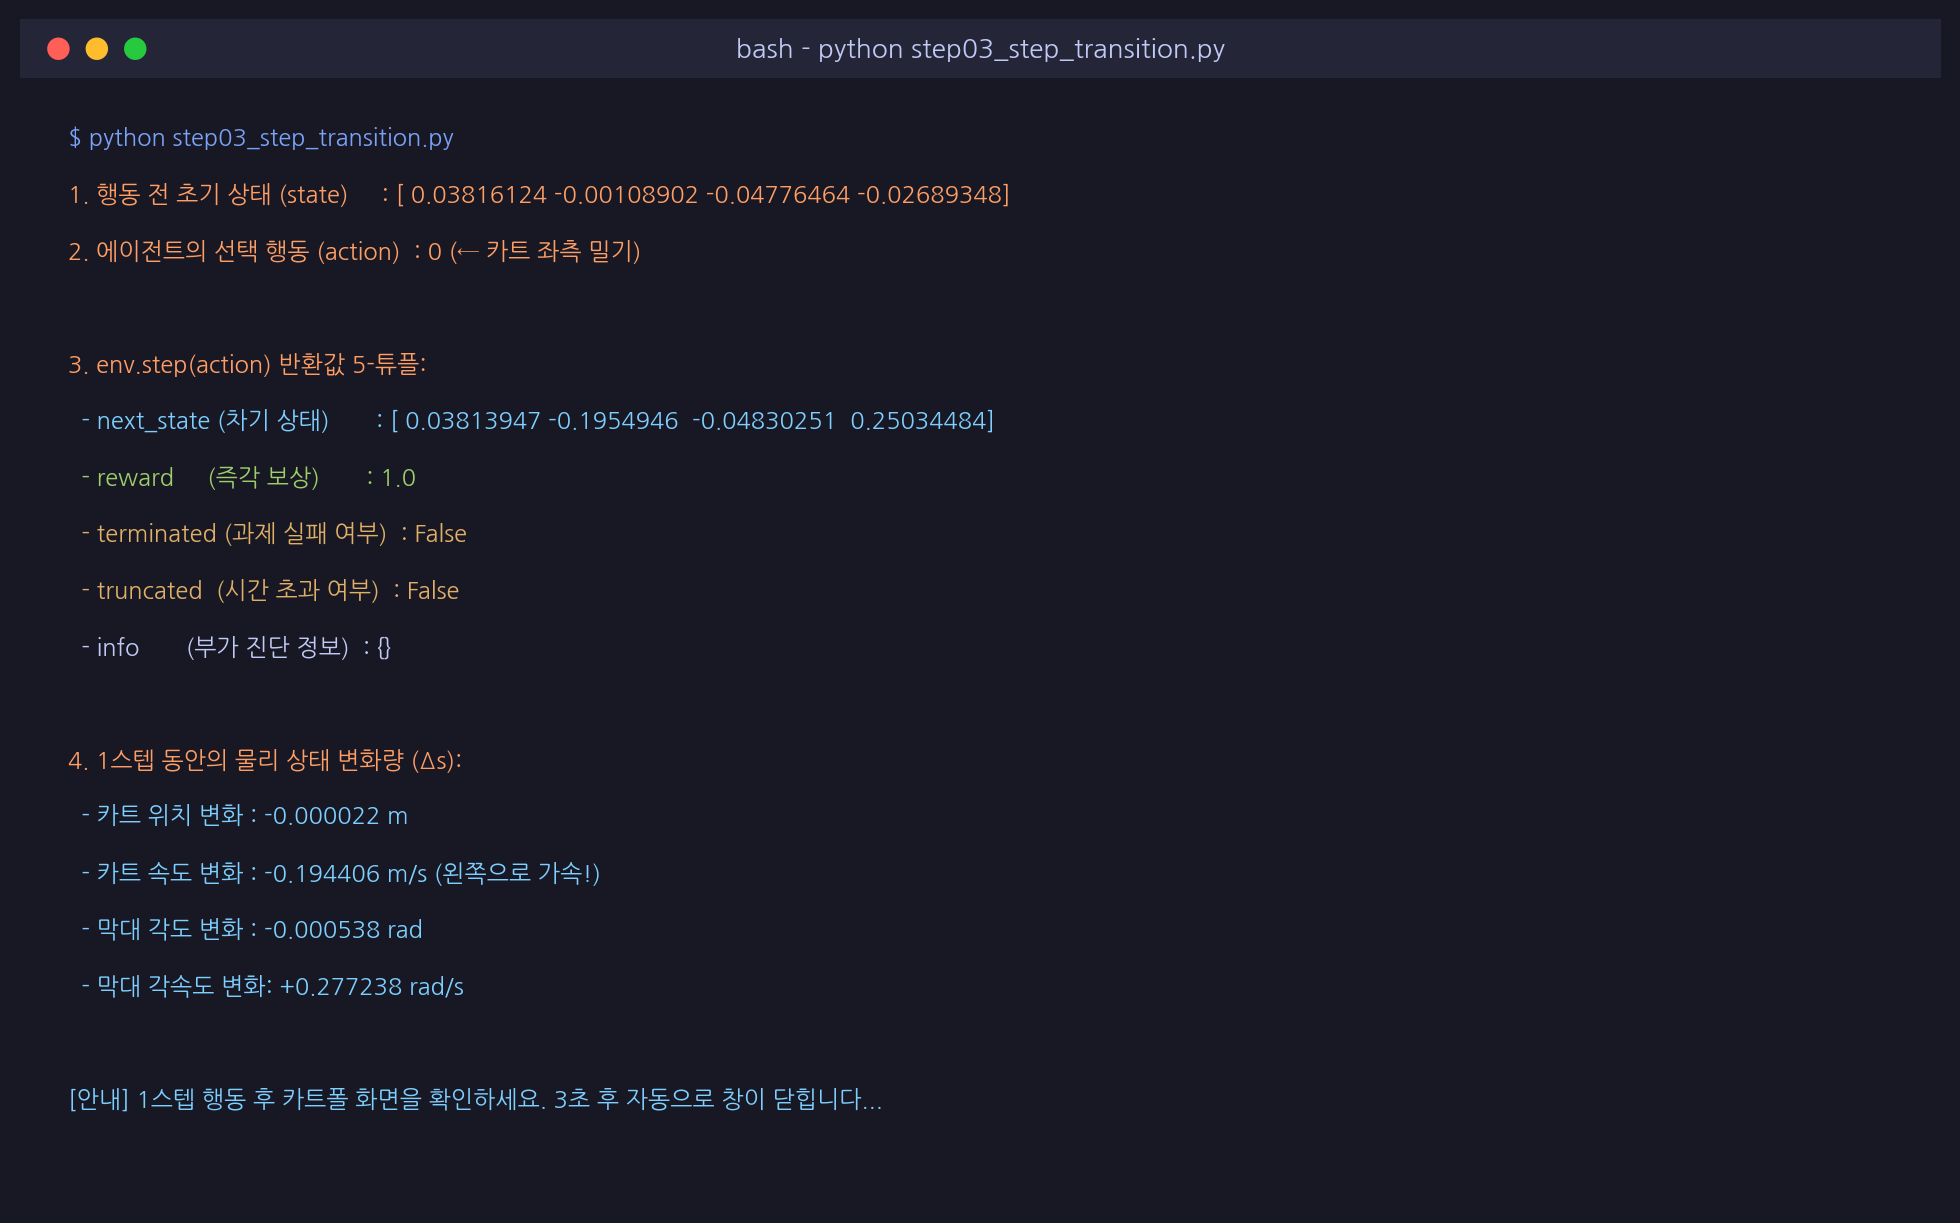 bash - python step03_step_transition.py
$ python step03_step_transition.py
1. 행동 전 초기 상태 (state)     : [ 0.03816124 -0.00108902 -0.04776464 -0.02689348]
2. 에이전트의 선택 행동 (action)  : 0 (← 카트 좌측 밀기)
3. env.step(action) 반환값 5-튜플:
  - next_state (차기 상태)       : [ 0.03813947 -0.1954946  -0.04830251  0.25034484]
  - reward     (즉각 보상)       : 1.0
  - terminated (과제 실패 여부)  : False
  - truncated  (시간 초과 여부)  : False
  - info       (부가 진단 정보)  : {}
4. 1스텝 동안의 물리 상태 변화량 (Δs):
  - 카트 위치 변화 : -0.000022 m
  - 카트 속도 변화 : -0.194406 m/s (왼쪽으로 가속!)
  - 막대 각도 변화 : -0.000538 rad
  - 막대 각속도 변화: +0.277238 rad/s
[안내] 1스텝 행동 후 카트폴 화면을 확인하세요. 3초 후 자동으로 창이 닫힙니다...